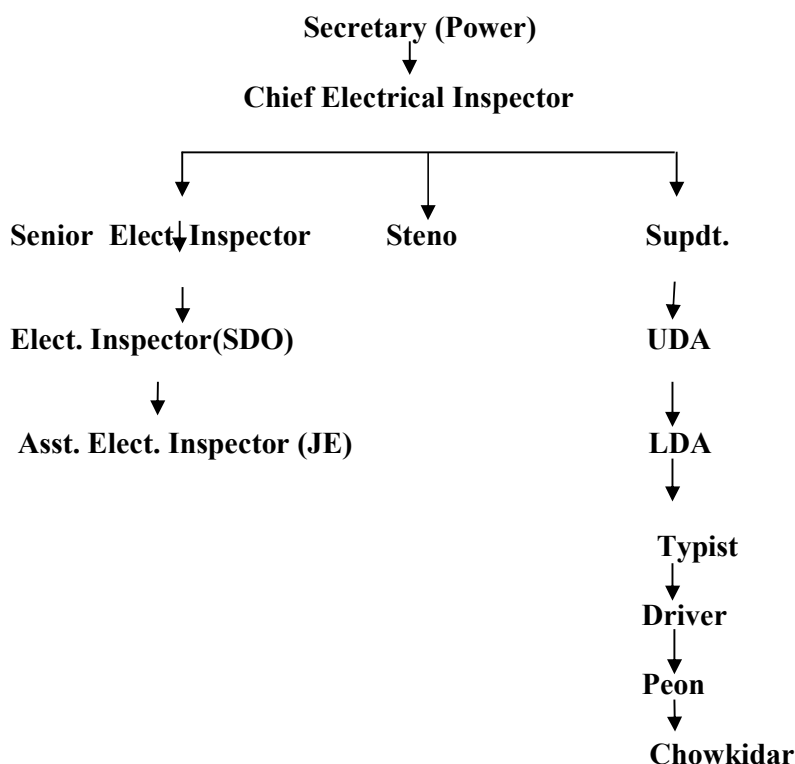 Secretary (Power)
Chief Electrical Inspector
Senior Elect. Inspector Steno Supdt.
Elect. Inspector(SDO) UDA
Asst. Elect. Inspector (JE) LDA
Typist
Driver
Peon
Chowkidar